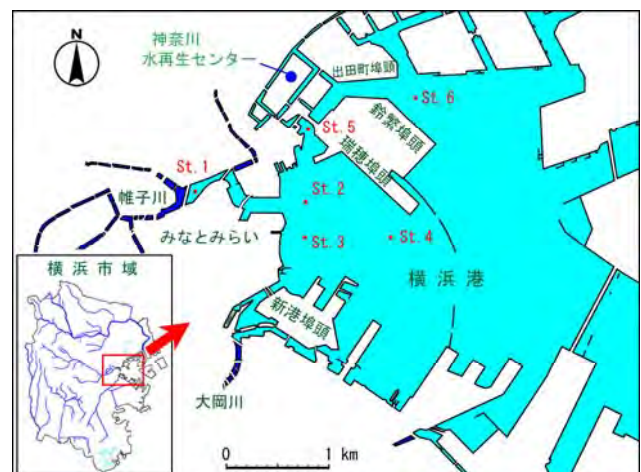 N
神奈川
水再生センター
出田町埠頭
St. 6
鈴繁埠頭
St. 5
瑞穂埠頭
St. 1
帷子川
St. 2
みなとみらい
St. 3
St. 4
横浜港
横浜市域
新港埠頭
大岡川
0
1 km